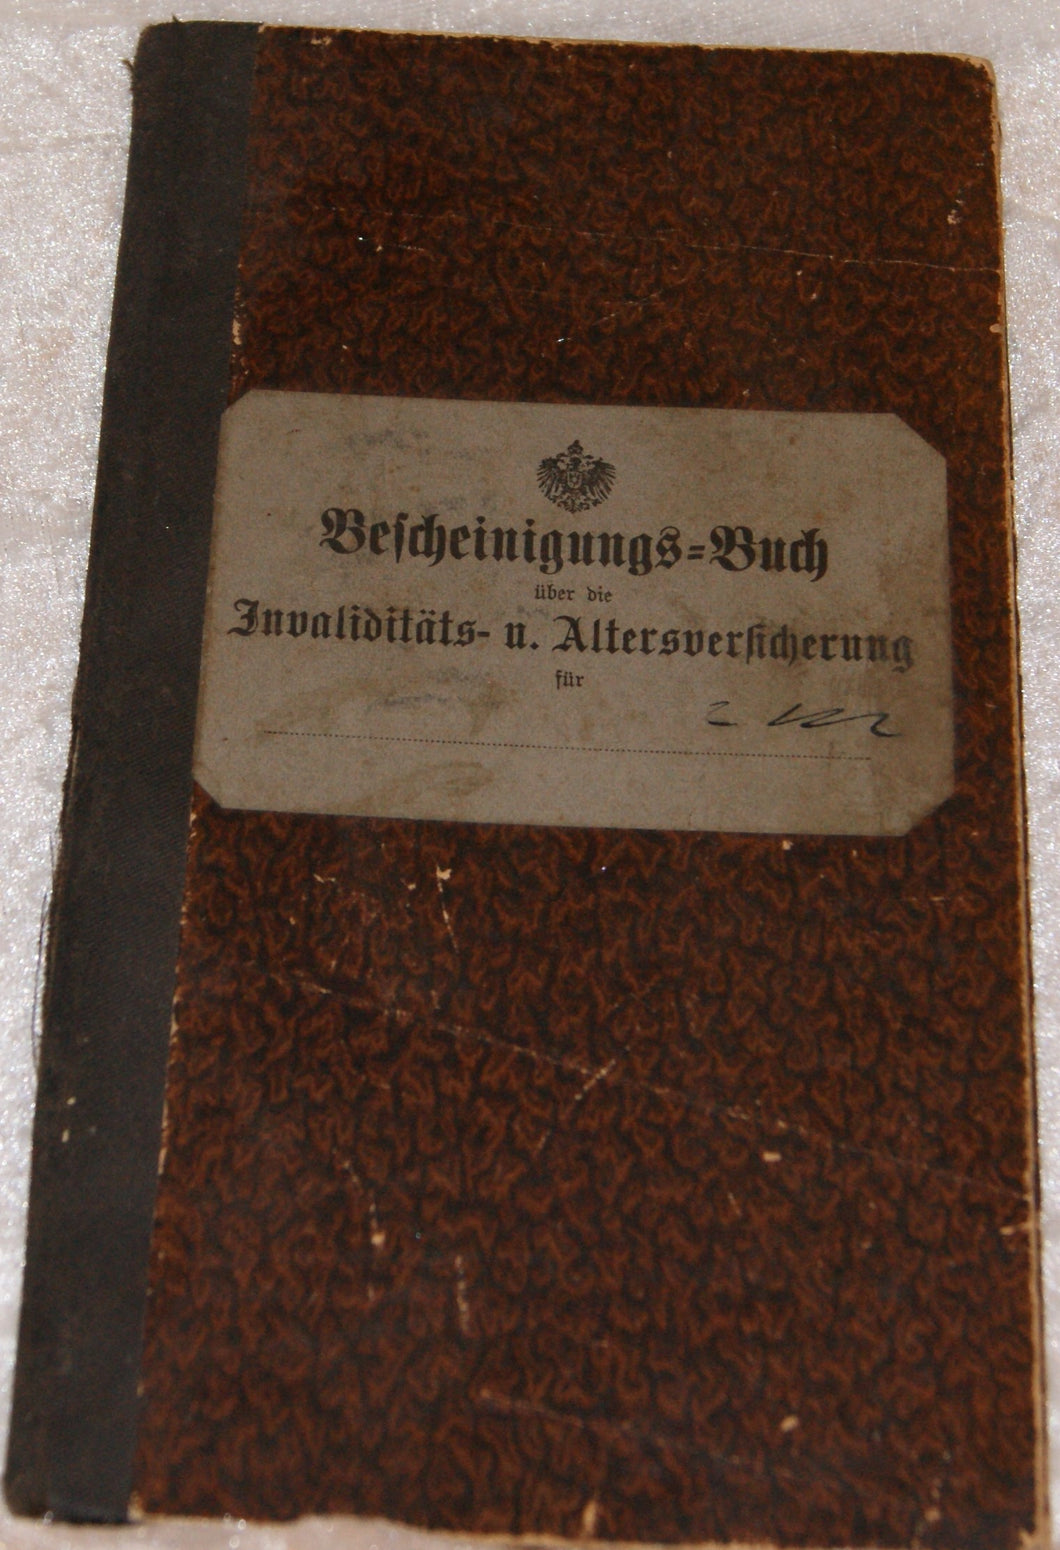 Beſcheinigungs=Buch
über die
Invaliditäts- u. Altersverſicherung
für